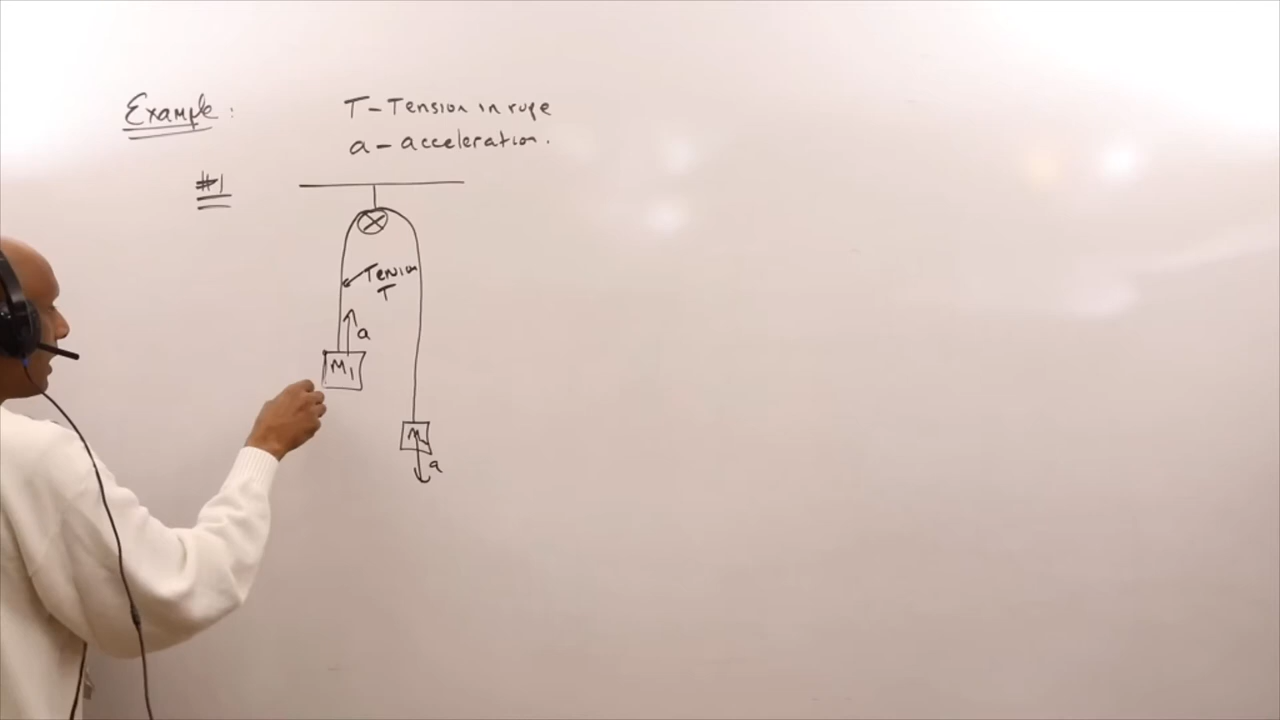 Example:
T - Tension in rope
a - acceleration.
#1
Tension
T
a
M1
a